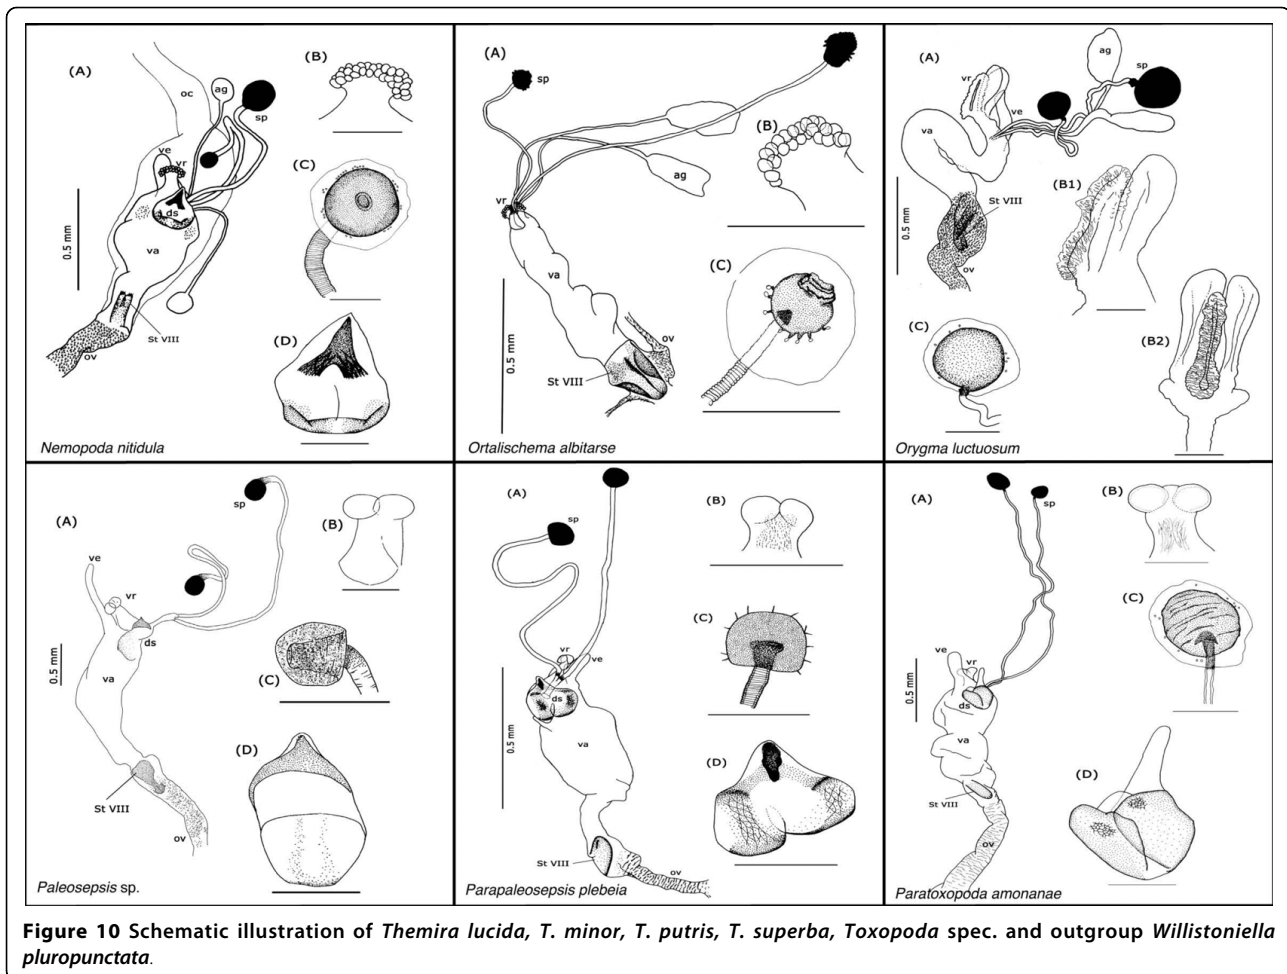 (A)
(B)
oc
ag
sp
ve
vr
(C)
ds
va
0.5 mm
St VIII
ov
(D)
Nemopoda nitidula
(A)
sp
(B)
ag
vr
va
(C)
0.5 mm
ov
St VIII
Ortalischema albitarse
(A)
ag
sp
vr
ve
va
(B1)
St VIII
0.5 mm
ov
(C)
(B2)
Orygma luctuosum
sp
(A)
(B)
ve
vr
ds
0.5 mm
va
(C)
(D)
St VIII
ov
Paleosepsis sp.
(A)
sp
(B)
(C)
vr
ve
ds
0.5 mm
va
(D)
St VIII
ov
Parapaleosepsis plebeia
(A)
sp
(B)
(C)
ve
vr
0.5 mm
ds
va
(D)
St VIII
ov
Paratoxopoda amonanae
Figure 10 Schematic illustration of Themira lucida, T. minor, T. putris, T. superba, Toxopoda spec. and outgroup Willistoniella
pluropunctata.